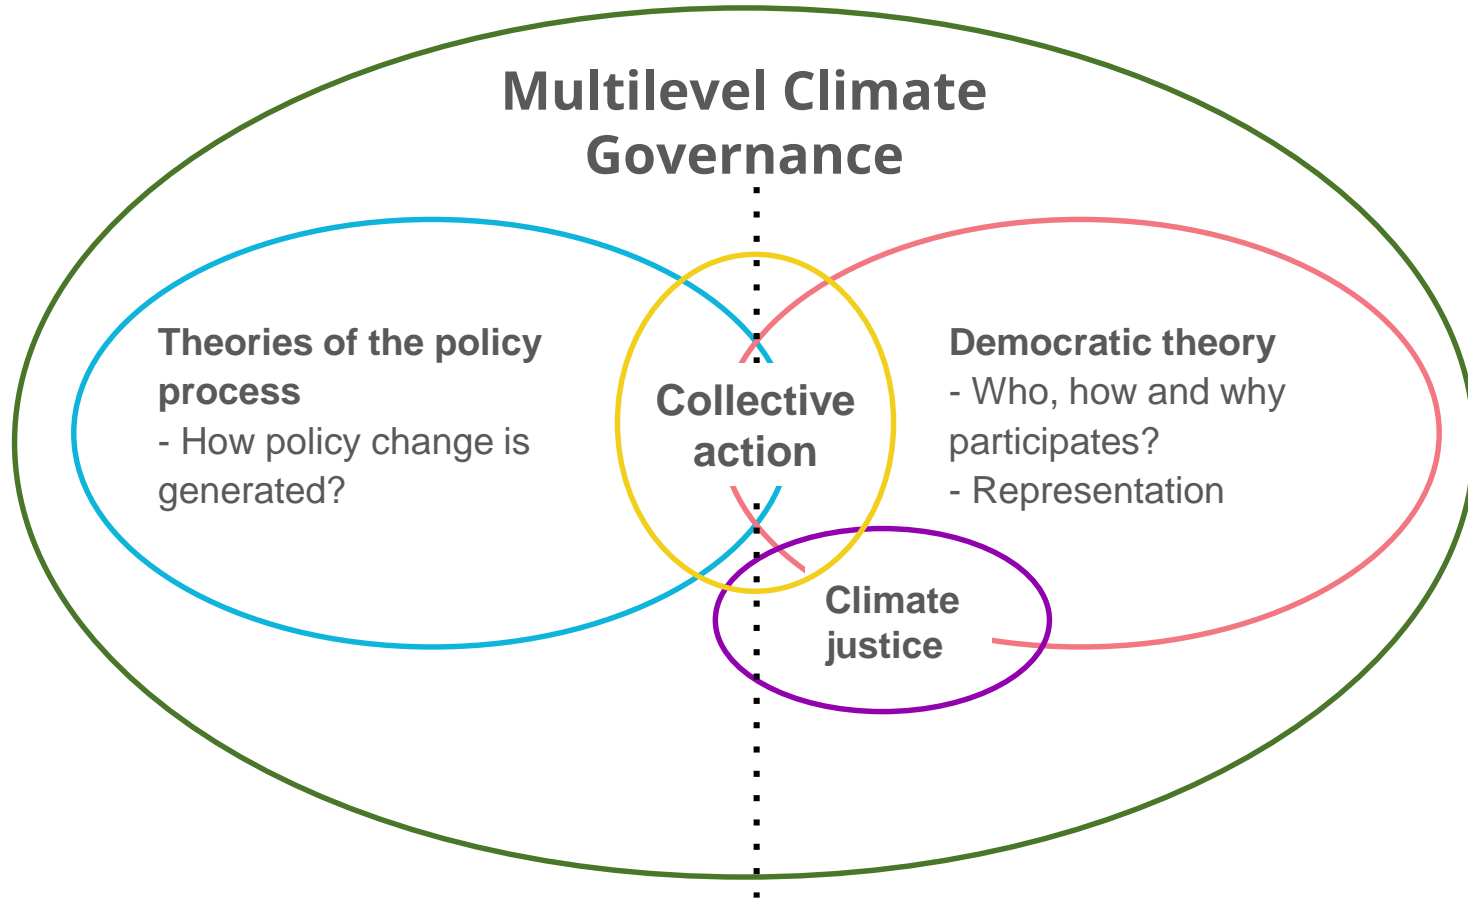 Multilevel Climate
Governance
Theories of the policy
process
- How policy change is
generated?
Collective
action
Democratic theory
- Who, how and why
participates?
- Representation
Climate
justice